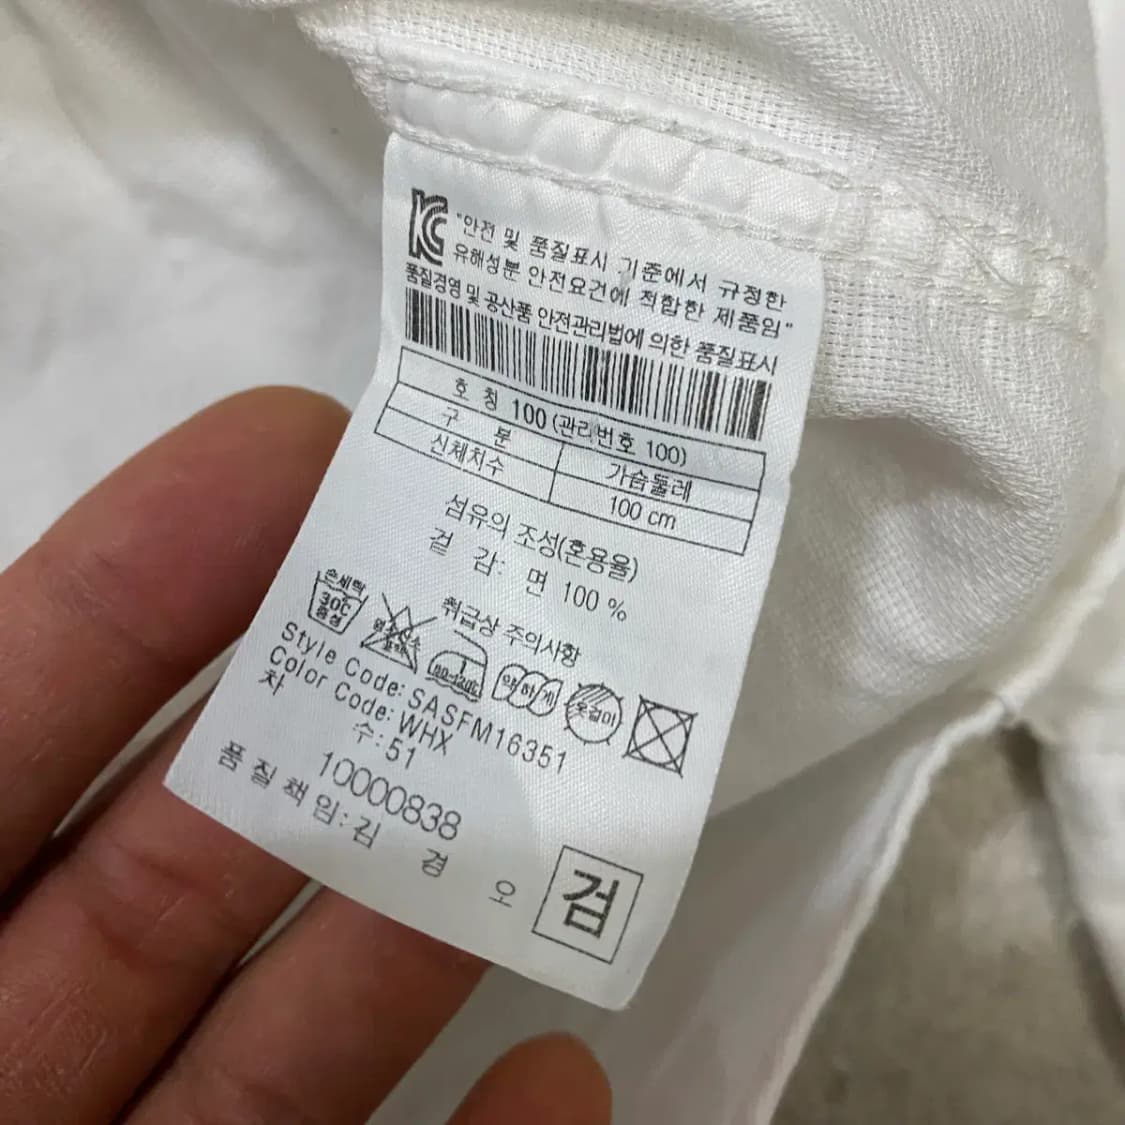 KC "안전 및 품질표시 기준에서 규정한
유해성분 안전요건에 적합한 제품임"
품질경영 및 공산품 안전관리법에 의한 품질표시
호 칭 100 (관리번호 100)
구 분 가슴둘레
신체치수 100 cm
섬유의 조성(혼용율)
겉 감: 면 100 %
취급상 주의사항
손세탁
30℃
중성
약하게
옷걸이
Style Code: SASFM16351
Color Code: WHX
차 수: 51
10000838
품질책임: 김 경 오
검